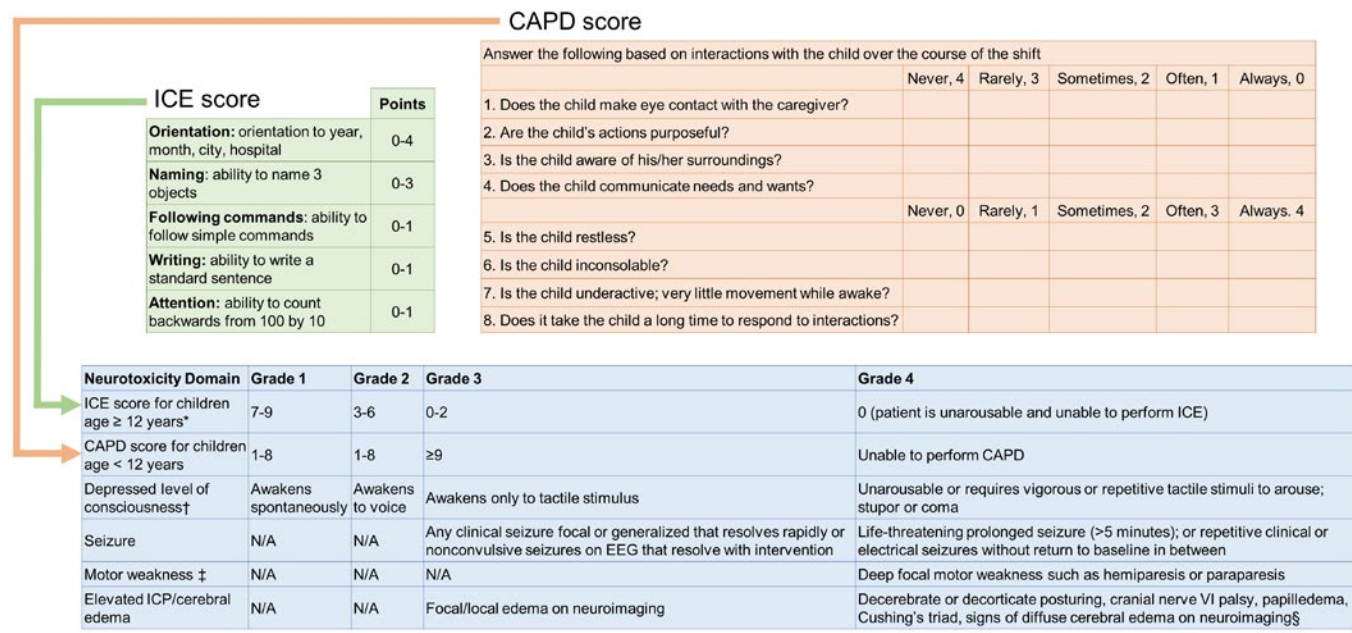 CAPD score
Answer the following based on interactions with the child over the course of the shift
Never, 4 Rarely, 3 Sometimes, 2 Often, 1 Always, 0
1. Does the child make eye contact with the caregiver?
2. Are the child's actions purposeful?
3. Is the child aware of his/her surroundings?
4. Does the child communicate needs and wants?
Never, 0 Rarely, 1 Sometimes, 2 Often, 3 Always. 4
5. Is the child restless?
6. Is the child inconsolable?
7. Is the child underactive; very little movement while awake?
8. Does it take the child a long time to respond to interactions?
ICE score
Points
Orientation: orientation to year,
month, city, hospital
0-4
Naming: ability to name 3
objects
0-3
Following commands: ability to
follow simple commands
0-1
Writing: ability to write a
standard sentence
0-1
Attention: ability to count
backwards from 100 by 10
0-1
Neurotoxicity Domain Grade 1 Grade 2 Grade 3 Grade 4
ICE score for children
age ≥ 12 years*
7-9 3-6 0-2 0 (patient is unarousable and unable to perform ICE)
CAPD score for children
age < 12 years
1-8 1-8 ≥9 Unable to perform CAPD
Depressed level of
consciousness†
Awakens
spontaneously
Awakens
to voice
Awakens only to tactile stimulus
Unarousable or requires vigorous or repetitive tactile stimuli to arouse;
stupor or coma
Seizure N/A N/A
Any clinical seizure focal or generalized that resolves rapidly or
nonconvulsive seizures on EEG that resolve with intervention
Life-threatening prolonged seizure (>5 minutes); or repetitive clinical or
electrical seizures without return to baseline in between
Motor weakness ‡ N/A N/A N/A Deep focal motor weakness such as hemiparesis or paraparesis
Elevated ICP/cerebral
edema
N/A N/A Focal/local edema on neuroimaging
Decerebrate or decorticate posturing, cranial nerve VI palsy, papilledema,
Cushing's triad, signs of diffuse cerebral edema on neuroimaging§